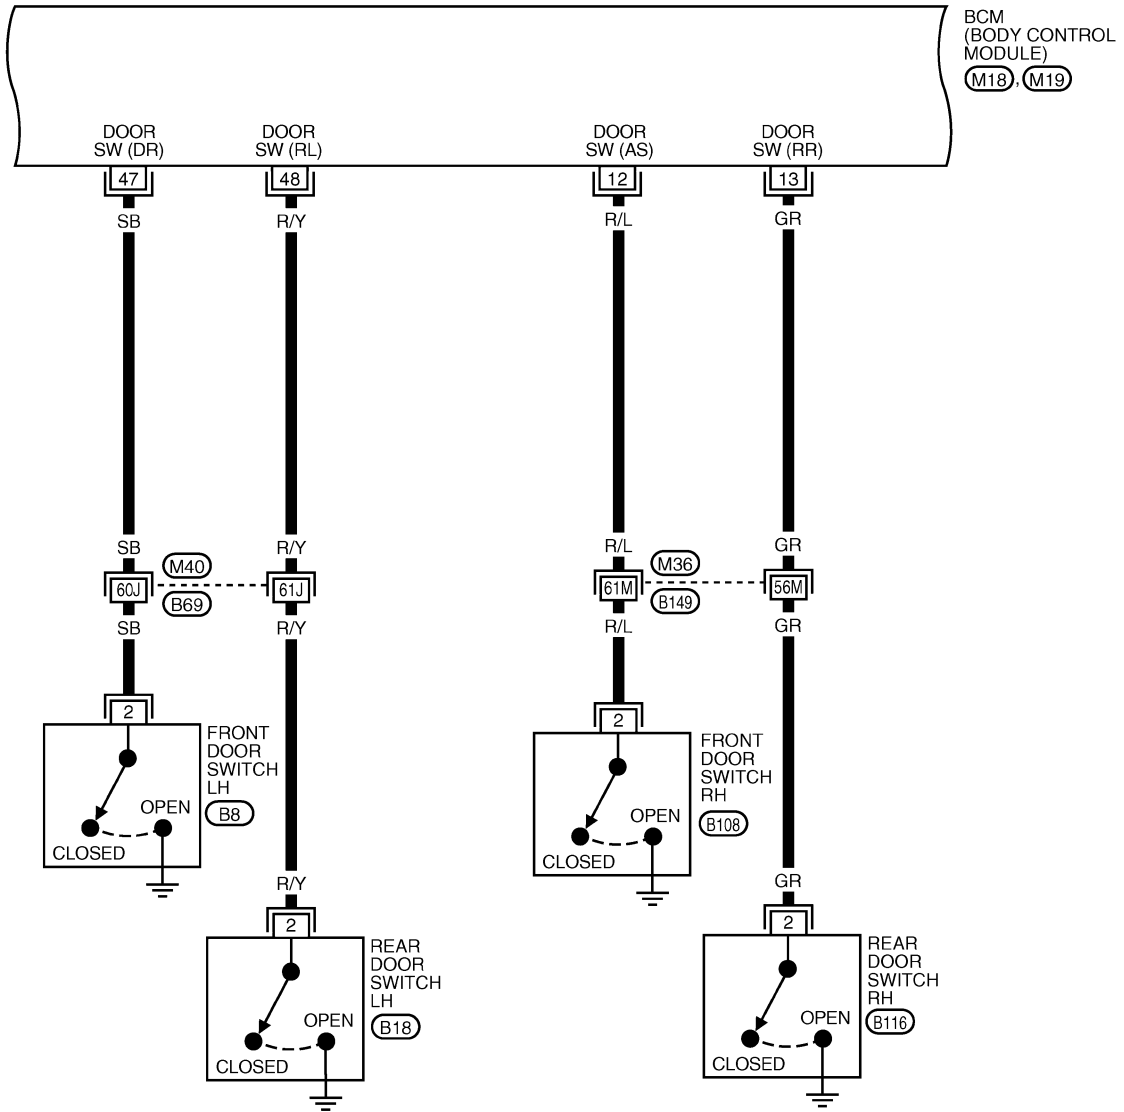 BCM
(BODY CONTROL
MODULE)
M18 , M19
DOOR
SW (DR)
DOOR
SW (RL)
DOOR
SW (AS)
DOOR
SW (RR)
47
48
12
13
SB
R/Y
R/L
GR
SB
R/Y
R/L
GR
M40
M36
60J
61J
61M
56M
B69
B149
SB
R/Y
R/L
GR
2
FRONT
DOOR
SWITCH
LH
B8
OPEN
CLOSED
2
FRONT
DOOR
SWITCH
RH
B108
OPEN
CLOSED
R/Y
GR
2
REAR
DOOR
SWITCH
LH
B18
OPEN
CLOSED
2
REAR
DOOR
SWITCH
RH
B116
OPEN
CLOSED